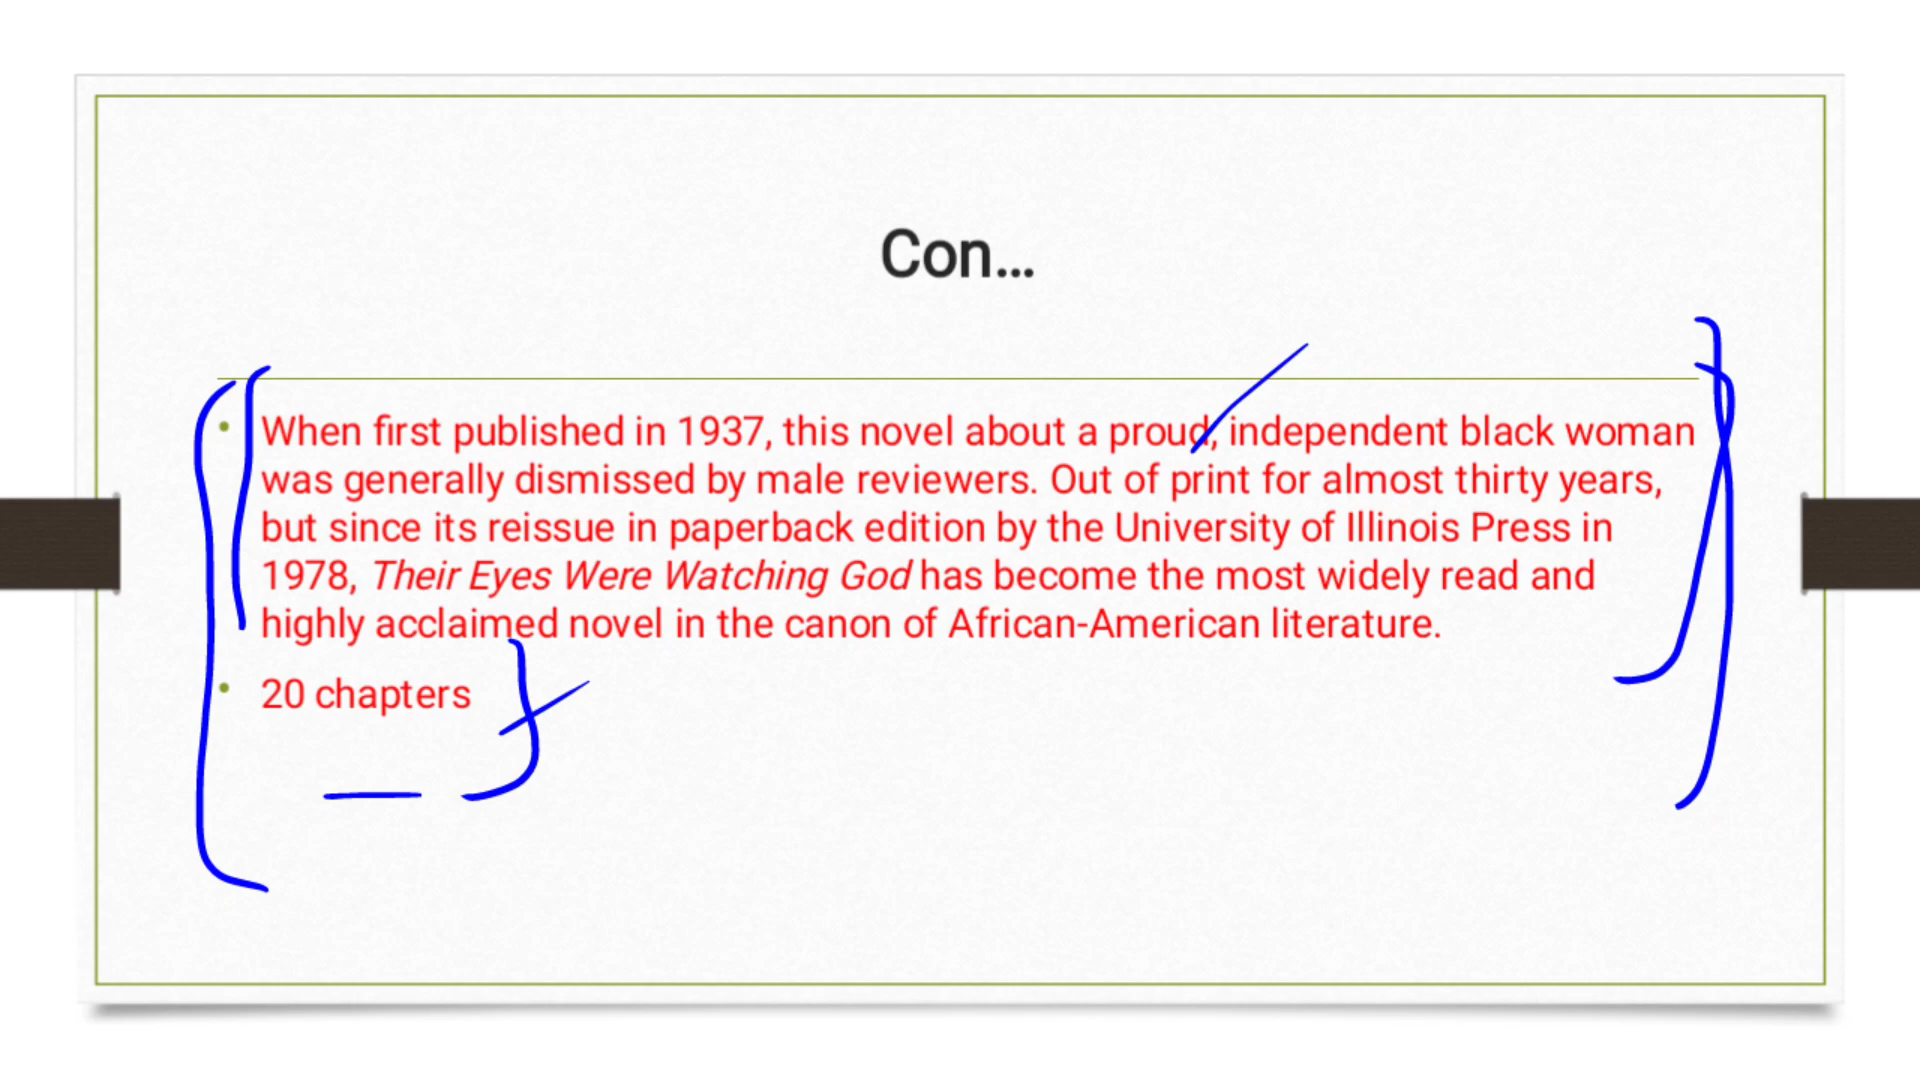 Con...
• When first published in 1937, this novel about a proud, independent black woman
was generally dismissed by male reviewers. Out of print for almost thirty years,
but since its reissue in paperback edition by the University of Illinois Press in
1978, Their Eyes Were Watching God has become the most widely read and
highly acclaimed novel in the canon of African-American literature.
• 20 chapters